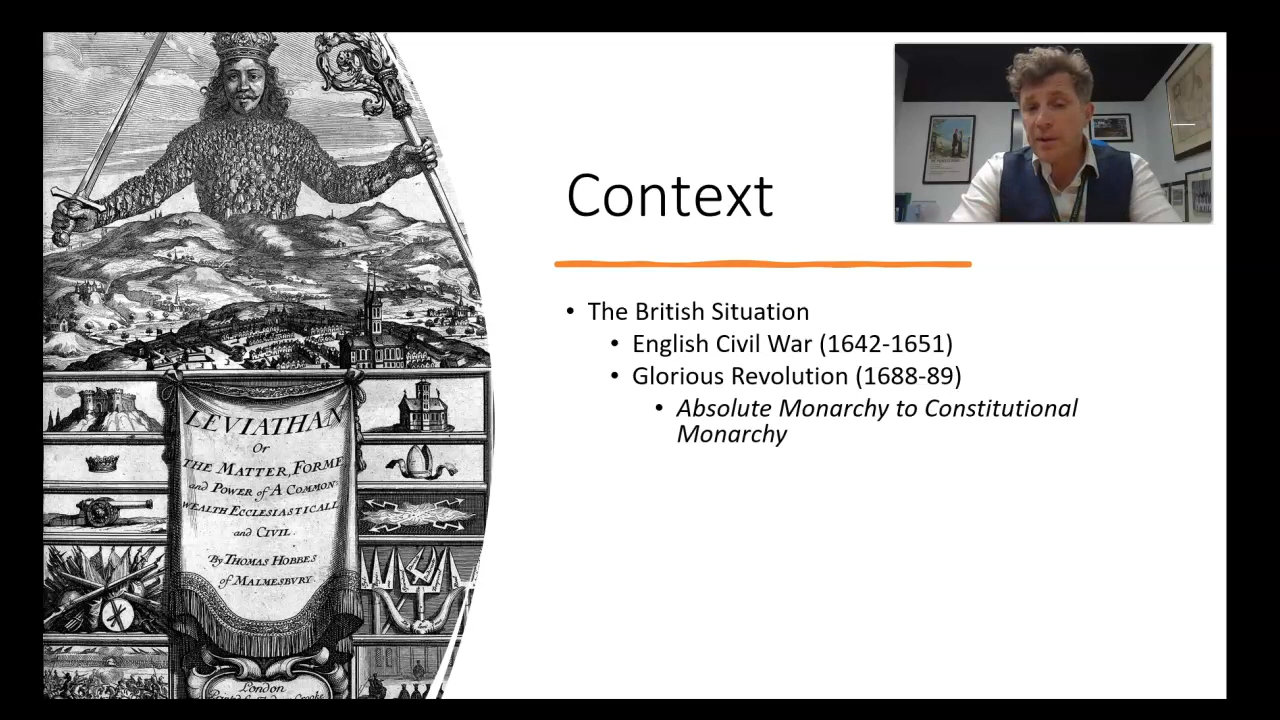 Context
• The British Situation
• English Civil War (1642-1651)
• Glorious Revolution (1688-89)
• Absolute Monarchy to Constitutional
Monarchy
LEVIATHAN
Or
THE MATTER, FORME
and POWER of A COMMON-
WEALTH ECCLESIASTICALL
and CIVIL.
By THOMAS HOBBES
of MALMESBVRY.
London